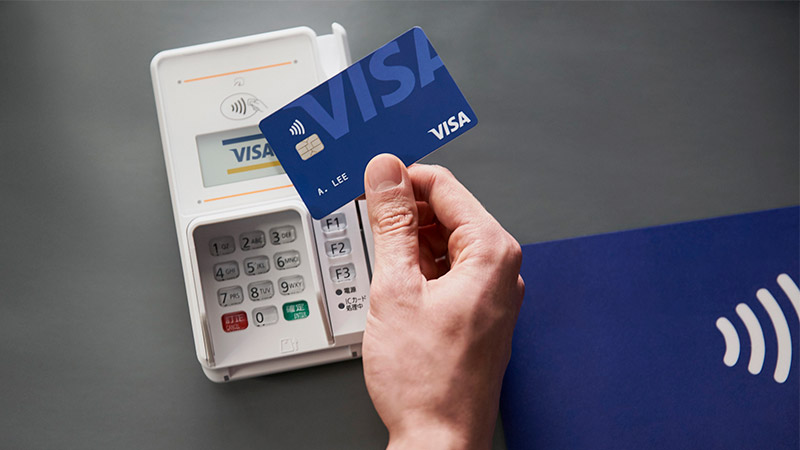 VISA
VISA
VISA
A. LEE
1 QZ
2 ABC
3 DEF
4 GHI
5 JKL
6 MNO
7 PRS
8 TUV
9 WXY
訂正
0
確定
F1
F2
F3
電源
ICカード
処理中